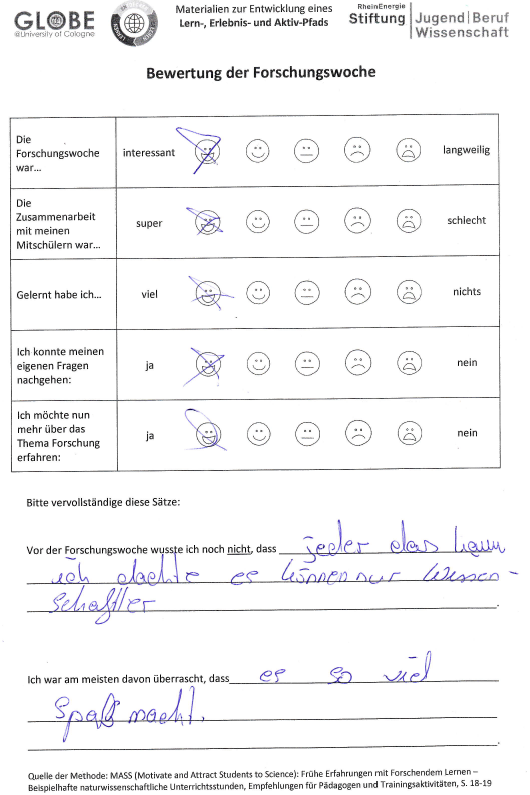 GLOBE
@University of Cologne
Materialien zur Entwicklung eines
Lern-, Erlebnis- und Aktiv-Pfads
RheinEnergie
Stiftung
Jugend|Beruf
Wissenschaft
Bewertung der Forschungswoche
Die
Forschungswoche
war...
interessant
langweilig
Die
Zusammenarbeit
mit meinen
Mitschülern war...
super
schlecht
Gelernt habe ich...
viel
nichts
Ich konnte meinen
eigenen Fragen
nachgehen:
ja
nein
Ich möchte nun
mehr über das
Thema Forschung
erfahren:
ja
nein
Bitte vervollständige diese Sätze:
Vor der Forschungswoche wusste ich noch nicht, dass jeder das kann
ich dachte es können nur Wissen-
schaftler.
Ich war am meisten davon überrascht, dass es so viel
Spaß macht.
Quelle der Methode: MASS (Motivate and Attract Students to Science): Frühe Erfahrungen mit Forschendem Lernen –
Beispielhafte naturwissenschaftliche Unterrichtsstunden, Empfehlungen für Pädagogen und Trainingsaktivitäten, S. 18-19